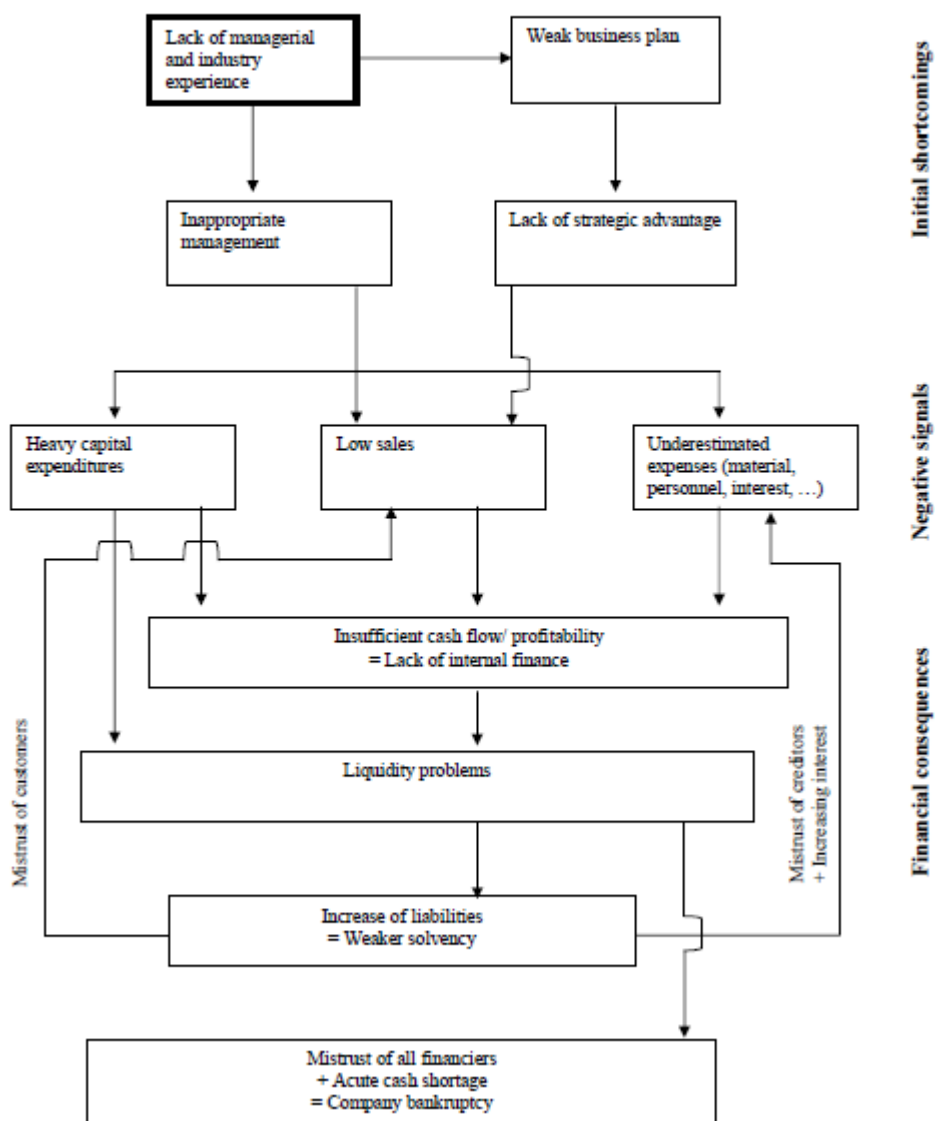 Lack of managerial
and industry
experience
Weak business plan
Initial shortcomings
Inappropriate
management
Lack of strategic advantage
Heavy capital
expenditures
Low sales
Underestimated
expenses (material,
personnel, interest, …)
Negative signals
Insufficient cash flow/ profitability
= Lack of internal finance
Liquidity problems
Mistrust of customers
Mistrust of creditors
+ Increasing interest
Financial consequences
Increase of liabilities
= Weaker solvency
Mistrust of all financiers
+ Acute cash shortage
= Company bankruptcy